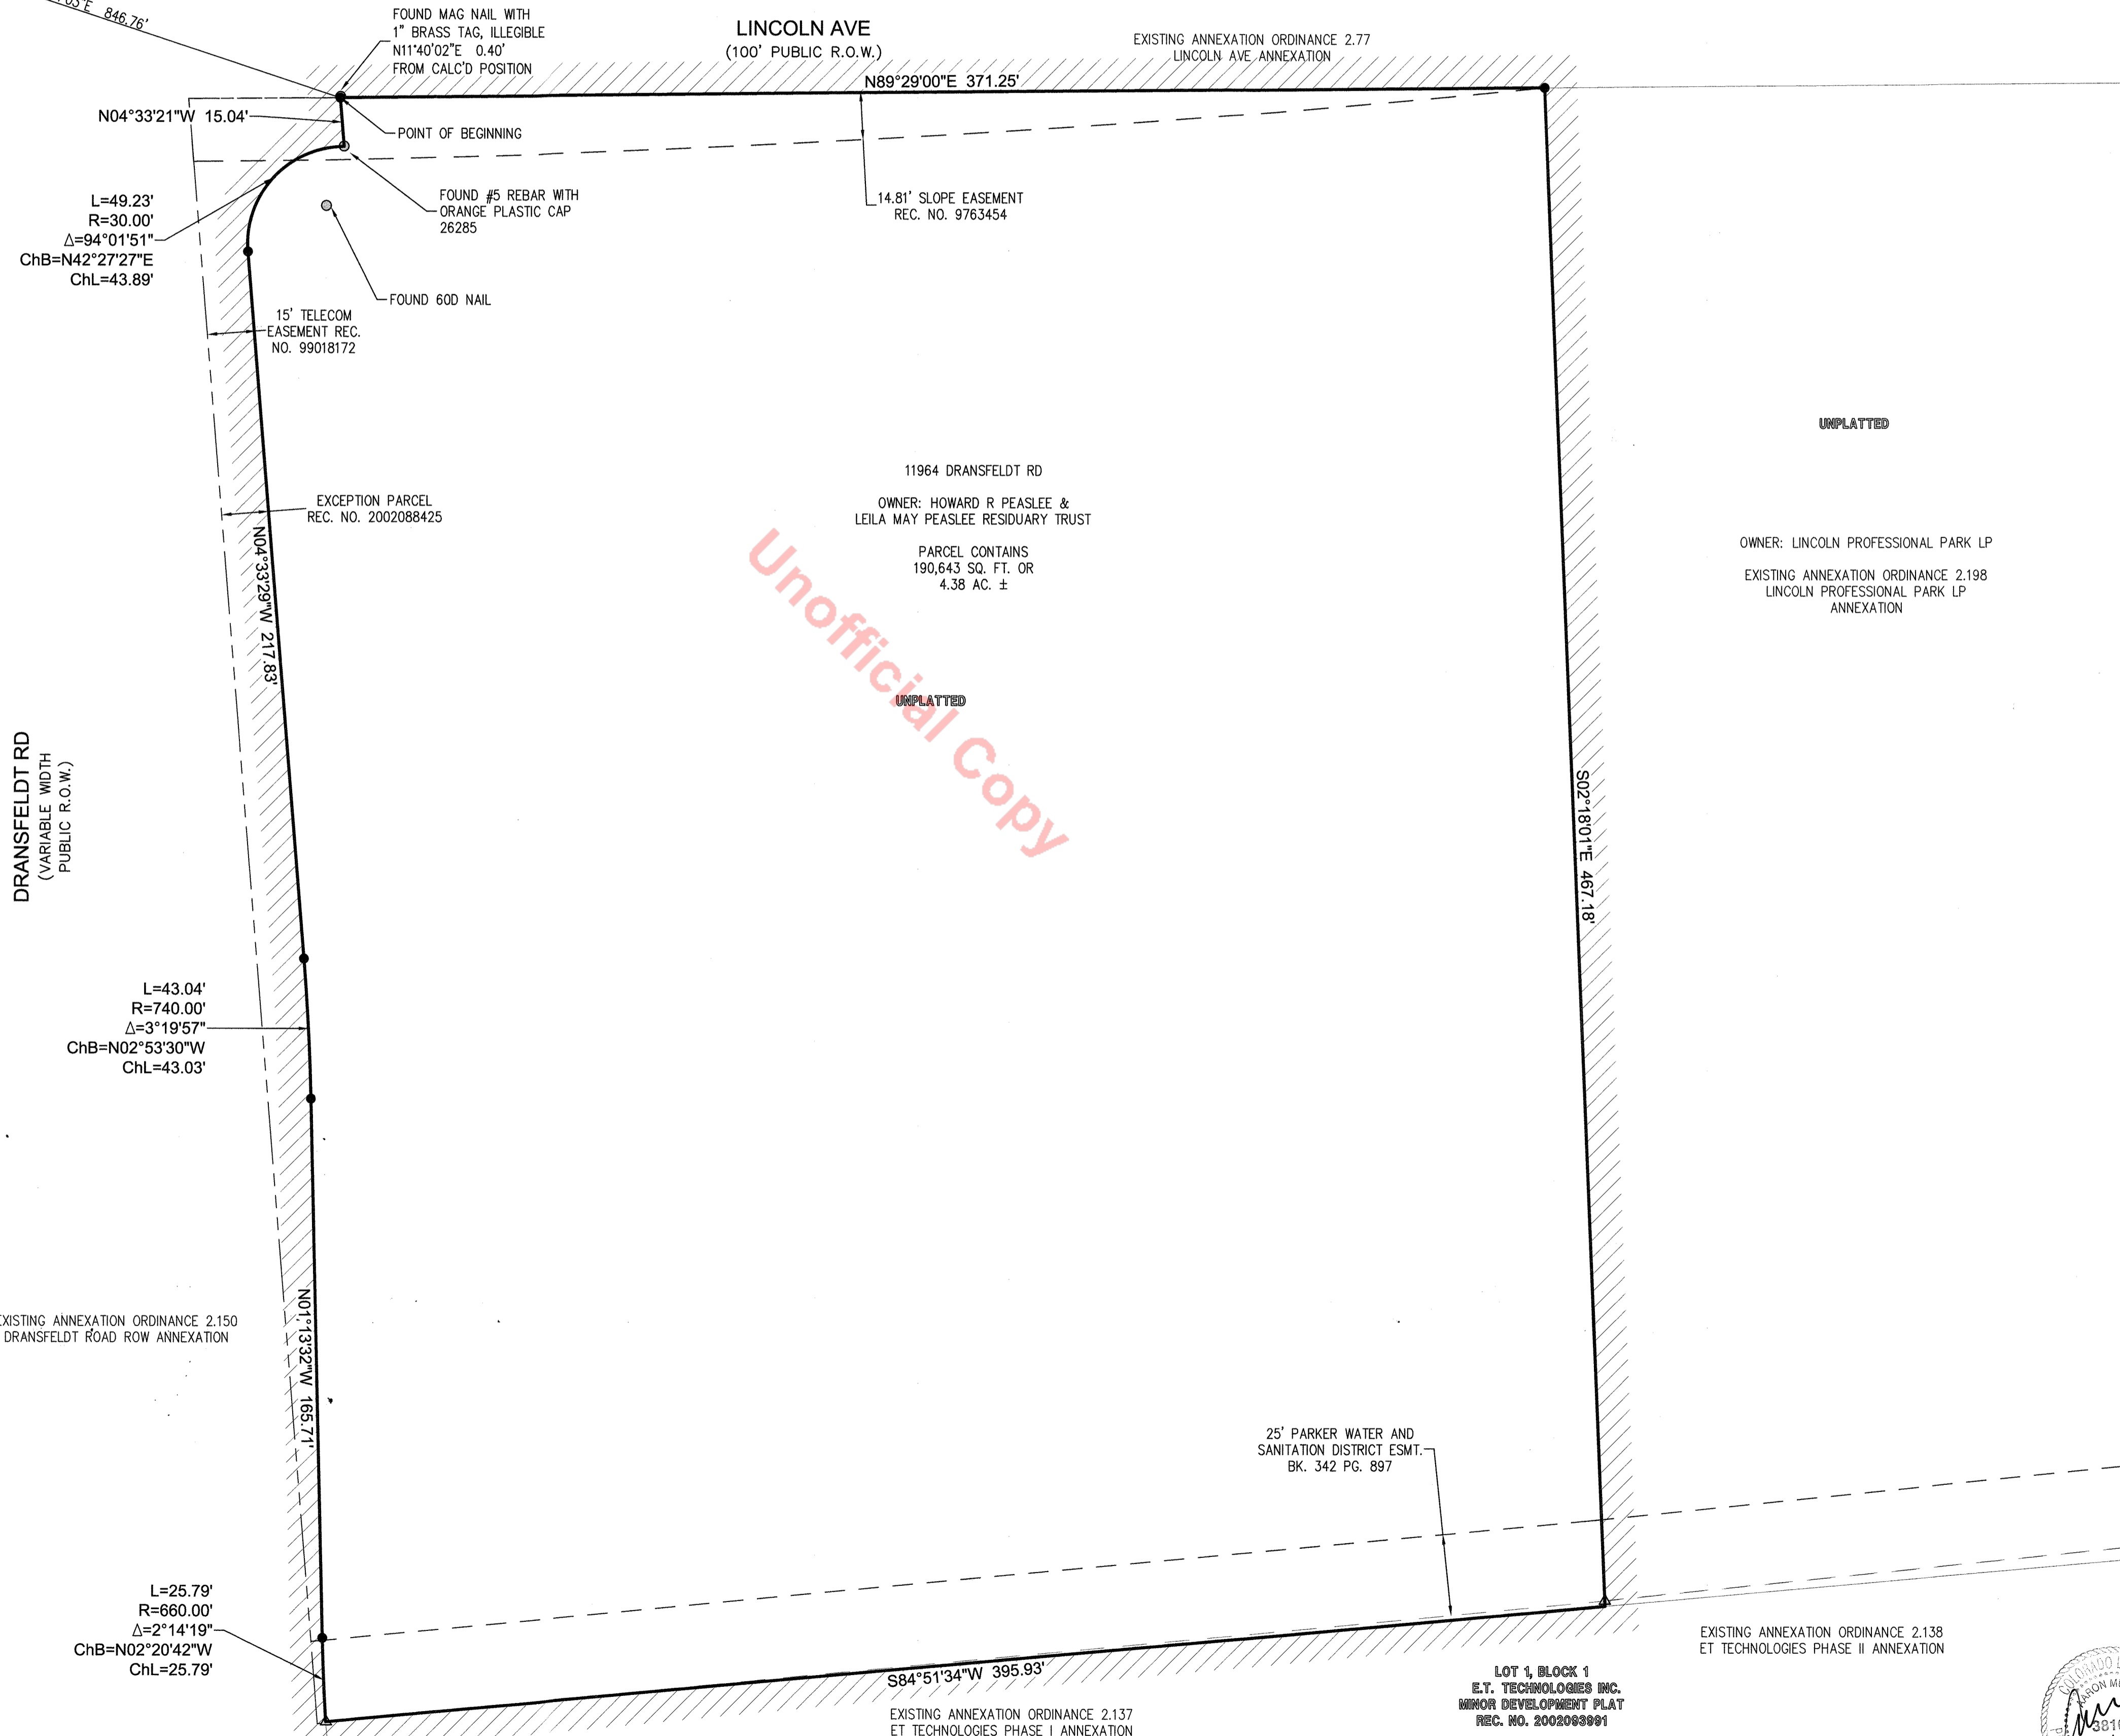 03"E 846.76'
FOUND MAG NAIL WITH
1" BRASS TAG, ILLEGIBLE
N11°40'02"E 0.40'
FROM CALC'D POSITION
LINCOLN AVE
(100' PUBLIC R.O.W.)
EXISTING ANNEXATION ORDINANCE 2.77
LINCOLN AVE ANNEXATION
N89°29'00"E 371.25'
N04°33'21"W 15.04'
POINT OF BEGINNING
L=49.23'
R=30.00'
Δ=94°01'51"
ChB=N42°27'27"E
ChL=43.89'
FOUND #5 REBAR WITH
ORANGE PLASTIC CAP
26285
14.81' SLOPE EASEMENT
REC. NO. 9763454
FOUND 60D NAIL
15' TELECOM
EASEMENT REC.
NO. 99018172
UNPLATTED
11964 DRANSFELDT RD
OWNER: HOWARD R PEASLEE &
LEILA MAY PEASLEE RESIDUARY TRUST
PARCEL CONTAINS
190,643 SQ. FT. OR
4.38 AC. ±
EXCEPTION PARCEL
REC. NO. 2002088425
N04°33'29"W 217.83'
OWNER: LINCOLN PROFESSIONAL PARK LP
EXISTING ANNEXATION ORDINANCE 2.198
LINCOLN PROFESSIONAL PARK LP
ANNEXATION
Unofficial Copy
UNPLATTED
DRANSFELDT RD
(VARIABLE WIDTH
PUBLIC R.O.W.)
S02°18'01"E 467.18'
L=43.04'
R=740.00'
Δ=3°19'57"
ChB=N02°53'30"W
ChL=43.03'
EXISTING ANNEXATION ORDINANCE 2.150
DRANSFELDT ROAD ROW ANNEXATION
N01°13'32"W 165.71'
25' PARKER WATER AND
SANITATION DISTRICT ESMT.
BK. 342 PG. 897
L=25.79'
R=660.00'
Δ=2°14'19"
ChB=N02°20'42"W
ChL=25.79'
S84°51'34"W 395.93'
EXISTING ANNEXATION ORDINANCE 2.137
ET TECHNOLOGIES PHASE I ANNEXATION
LOT 1, BLOCK 1
E.T. TECHNOLOGIES INC.
MINOR DEVELOPMENT PLAT
REC. NO. 2002093991
EXISTING ANNEXATION ORDINANCE 2.138
ET TECHNOLOGIES PHASE II ANNEXATION
COLORADO